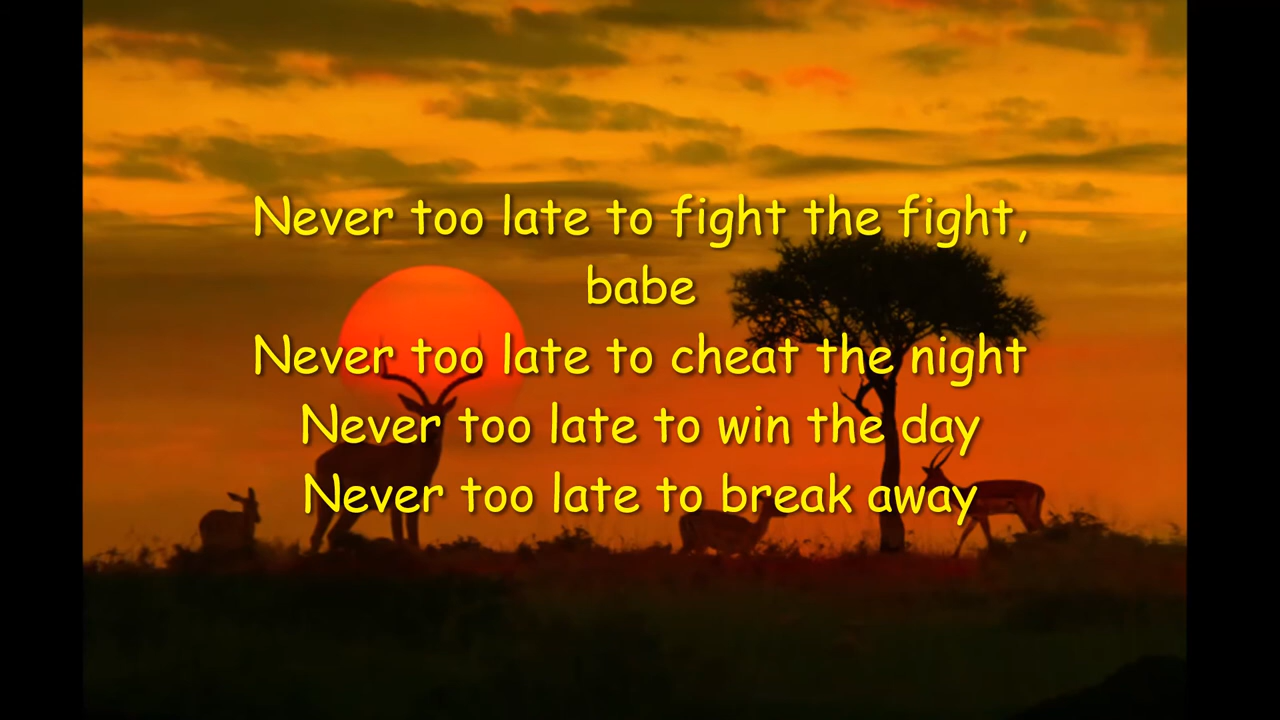 Never too late to fight the fight,
babe
Never too late to cheat the night
Never too late to win the day
Never too late to break away